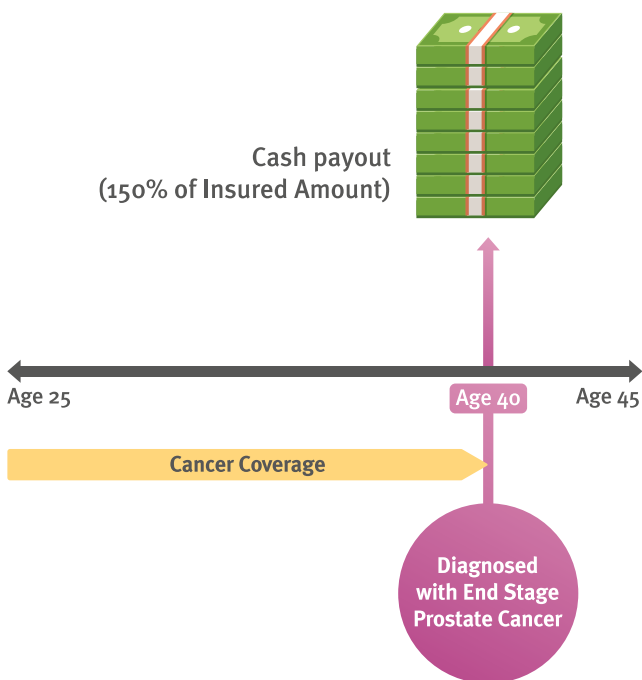 Cash payout
(150% of Insured Amount)
Age 25
Age 40
Age 45
Cancer Coverage
Diagnosed
with End Stage
Prostate Cancer